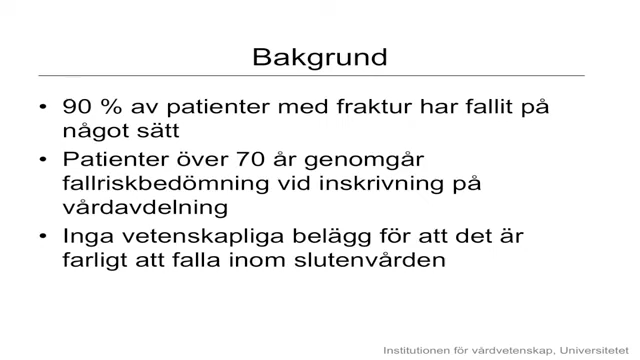 Bakgrund
• 90 % av patienter med fraktur har fallit på
något sätt
• Patienter över 70 år genomgår
fallriskbedömning vid inskrivning på
vårdavdelning
• Inga vetenskapliga belägg för att det är
farligt att falla inom slutenvården
Institutionen för vårdvetenskap, Universitetet